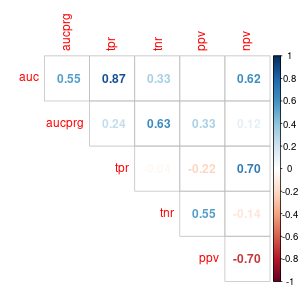 aucprg tpr tnr ppv npv
auc 0.55 0.87 0.33 0.62
aucprg 0.24 0.63 0.33 0.12
tpr -0.22 0.70
tnr 0.55 -0.14
ppv -0.70
1
0.8
0.6
0.4
0.2
0
-0.2
-0.4
-0.6
-0.8
-1